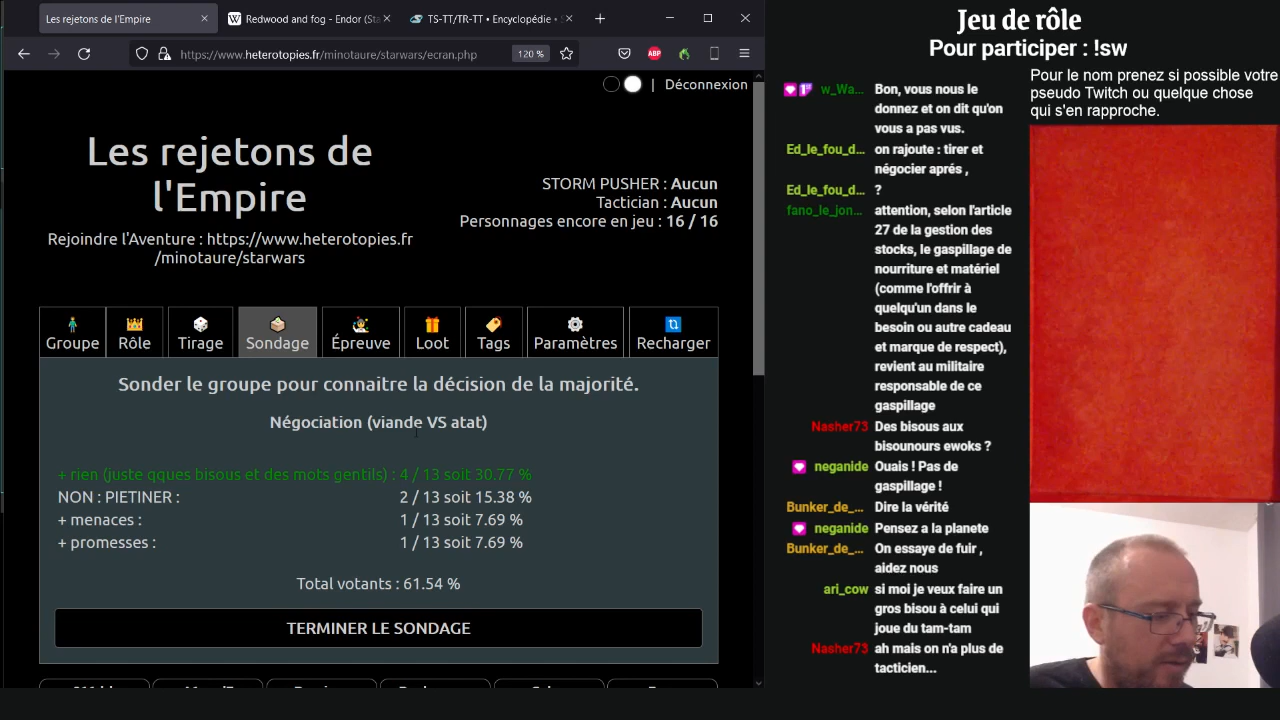 Les rejetons de l'Empire
Redwood and fog - Endor (Sta
TS-TT/TR-TT • Encyclopédie • S
https://www.heterotopies.fr/minotaure/starwars/ecran.php
120 %
ABP
| Déconnexion
Les rejetons de
l'Empire
Rejoindre l'Aventure : https://www.heterotopies.fr
/minotaure/starwars
STORM PUSHER : Aucun
Tactician : Aucun
Personnages encore en jeu : 16 / 16
Groupe
Rôle
Tirage
Sondage
Épreuve
Loot
Tags
Paramètres
Recharger
Sonder le groupe pour connaitre la décision de la majorité.
Négociation (viande VS atat)
+ rien (juste qques bisous et des mots gentils) : 4 / 13 soit 30.77 %
NON : PIETINER : 2 / 13 soit 15.38 %
+ menaces : 1 / 13 soit 7.69 %
+ promesses : 1 / 13 soit 7.69 %
Total votants : 61.54 %
TERMINER LE SONDAGE
w_Wa... Bon, vous nous le
donnez et on dit qu'on
vous a pas vus.
Ed_le_fou_d... on rajoute : tirer et
négocier aprés ,
Ed_le_fou_d... ?
fano_le_jon... attention, selon l'article
27 de la gestion des
stocks, le gaspillage de
nourriture et matériel
(comme l'offrir à
quelqu'un dans le
besoin ou autre cadeau
et marque de respect),
revient au militaire
responsable de ce
gaspillage
Nasher73 Des bisous aux
bisounours ewoks ?
neganide Ouais ! Pas de
gaspillage !
Bunker_de_... Dire la vérité
neganide Pensez a la planete
Bunker_de_... On essaye de fuir ,
aidez nous
ari_cow si moi je veux faire un
gros bisou à celui qui
joue du tam-tam
Nasher73 ah mais on n'a plus de
tacticien...
Jeu de rôle
Pour participer : !sw
Pour le nom prenez si possible votre
pseudo Twitch ou quelque chose
qui s'en rapproche.